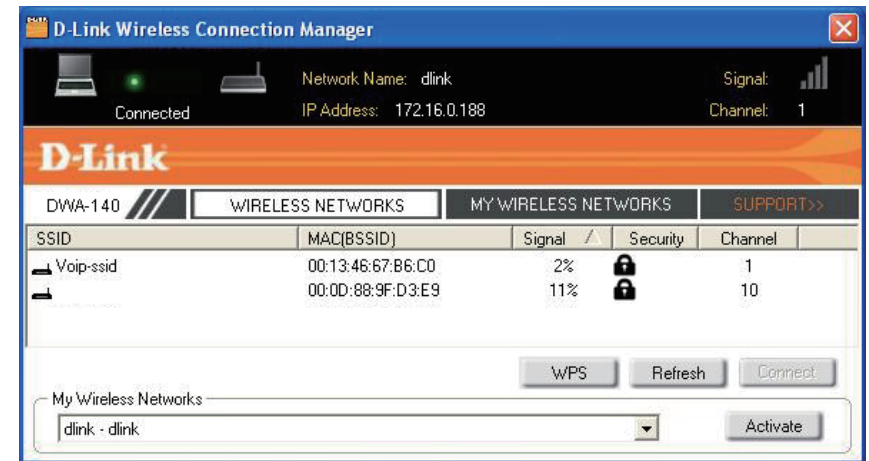 D-Link Wireless Connection Manager
Network Name: dlink Signal:
Connected IP Address: 172.16.0.188 Channel: 1
D-Link
DWA-140 WIRELESS NETWORKS MY WIRELESS NETWORKS SUPPORT>>
SSID MAC(BSSID) Signal Security Channel
Voip-ssid 00:13:46:67:B6:C0 2% 1
00:0D:88:9F:D3:E9 11% 10
WPS Refresh Connect
My Wireless Networks
dlink - dlink Activate